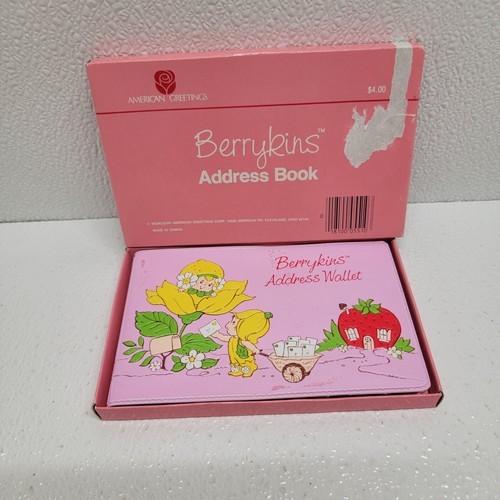 AMERICAN GREETINGS
$4.00
Berrykins™
Address Book
MADE IN TAIWAN
Berrykins™
Address Wallet